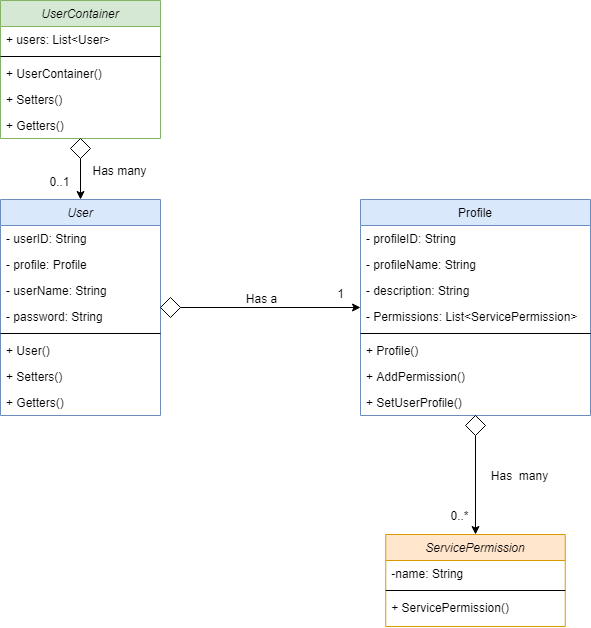 UserContainer
+ users: List<User>
+ UserContainer()
+ Setters()
+ Getters()
Has many
0..1
User
- userID: String
- profile: Profile
- userName: String
- password: String
+ User()
+ Setters()
+ Getters()
Has a
1
Profile
- profileID: String
- profileName: String
- description: String
- Permissions: List<ServicePermission>
+ Profile()
+ AddPermission()
+ SetUserProfile()
Has  many
0..*
ServicePermission
-name: String
+ ServicePermission()